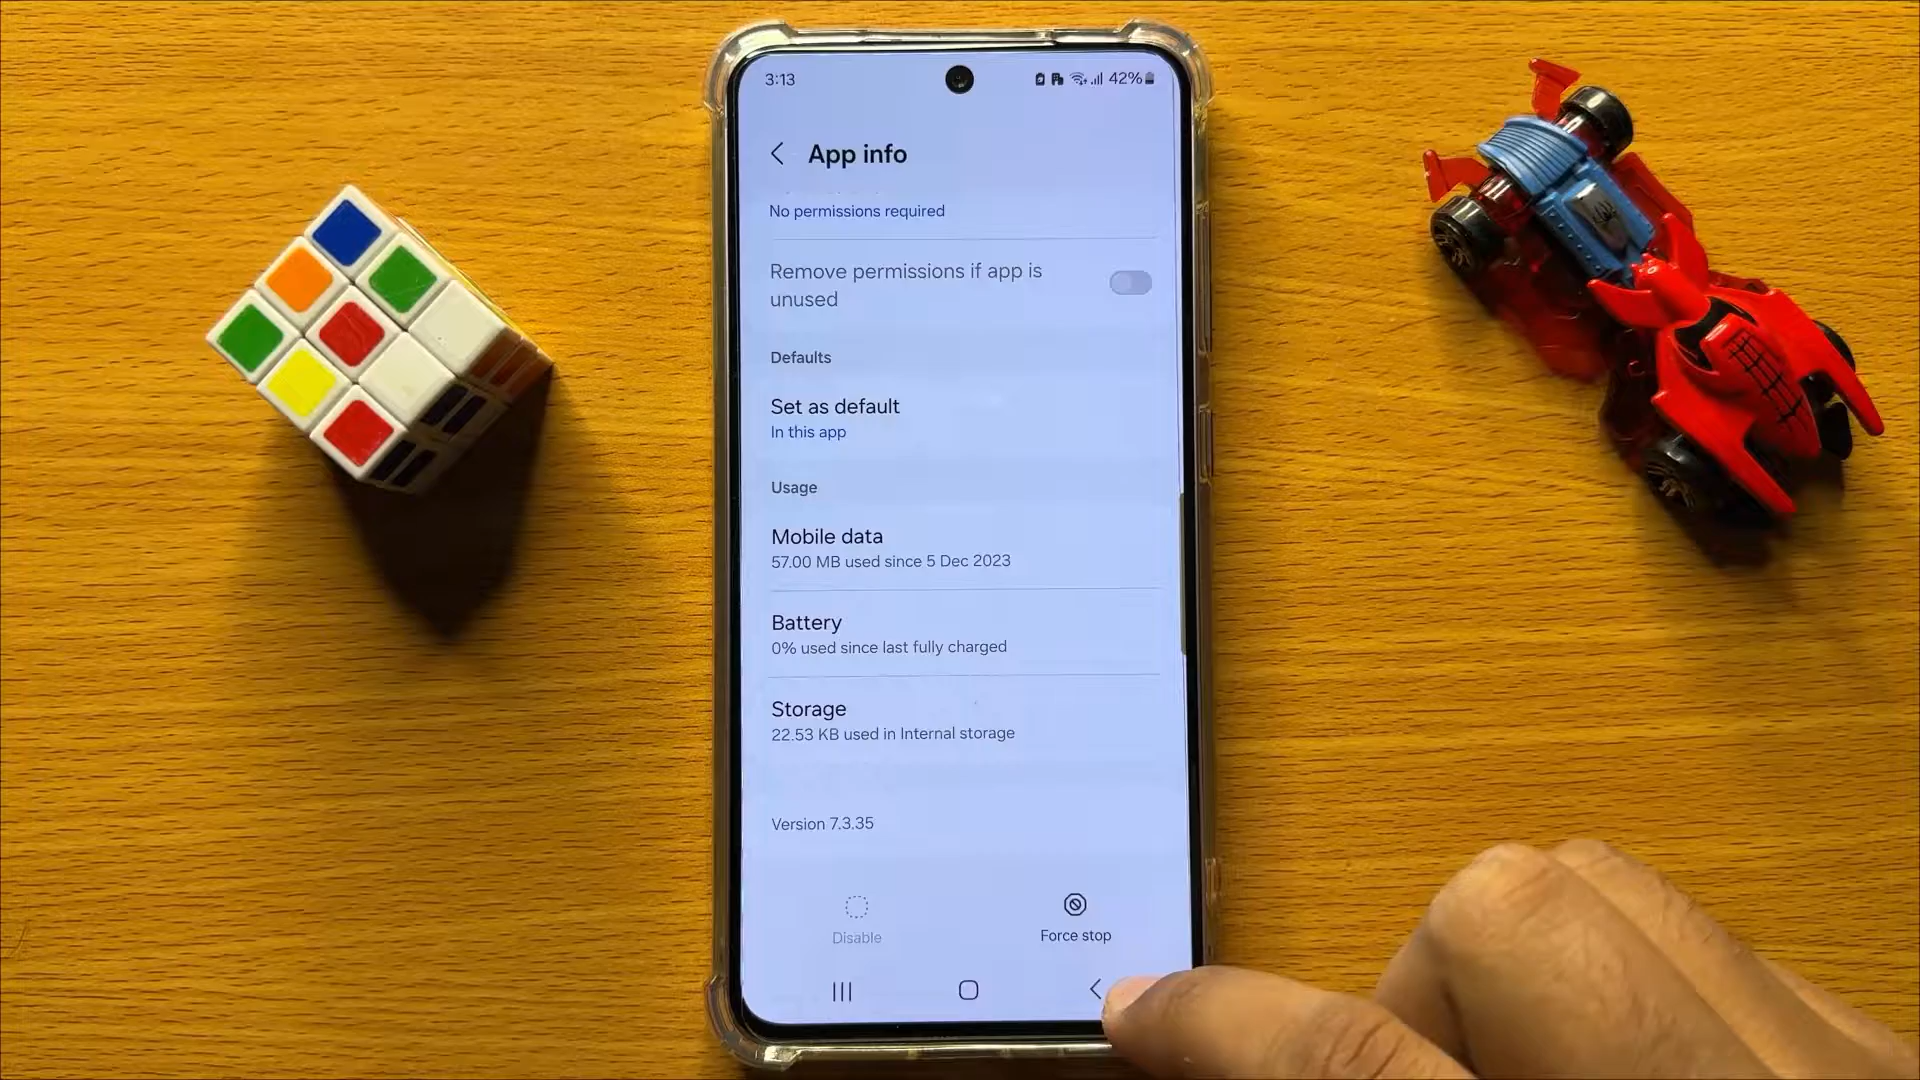 3:13
42%
App info
No permissions required
Remove permissions if app is
unused
Defaults
Set as default
In this app
Usage
Mobile data
57.00 MB used since 5 Dec 2023
Battery
0% used since last fully charged
Storage
22.53 KB used in Internal storage
Version 7.3.35
Disable
Force stop